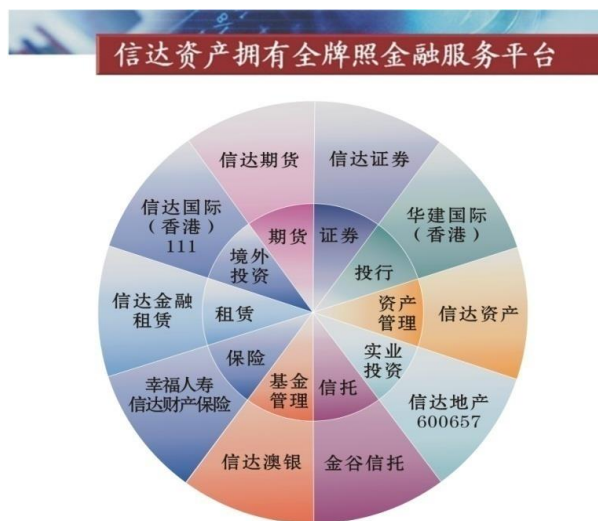 信达资产拥有全牌照金融服务平台
信达期货
信达证券
信达国际
（香港）
111
华建国际
（香港）
期货
证券
境外
投资
投行
信达金融
租赁
租赁
资产
管理
信达资产
保险
实业
投资
幸福人寿
信达财产保险
基金
管理
信托
信达地产
600657
信达澳银
金谷信托